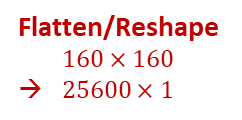 Flatten/Reshape
160 × 160
→ 25600 × 1